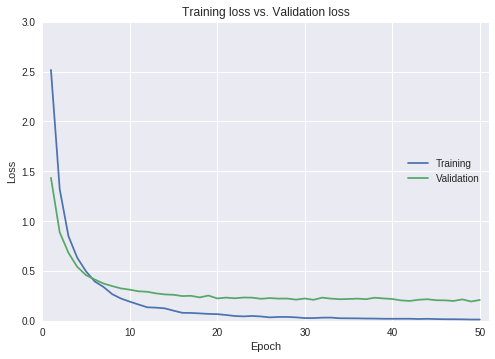 Training loss vs. Validation loss
3.0
2.5
2.0
1.5
1.0
0.5
0.0
Loss
Training
Validation
0 10 20 30 40 50
Epoch